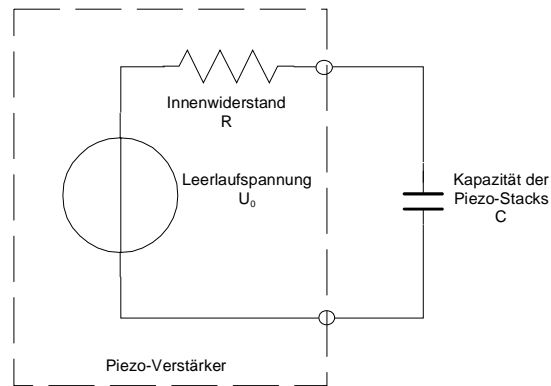 Innenwiderstand
R
Leerlaufspannung
U₀
Kapazität der
Piezo-Stacks
C
Piezo-Verstärker